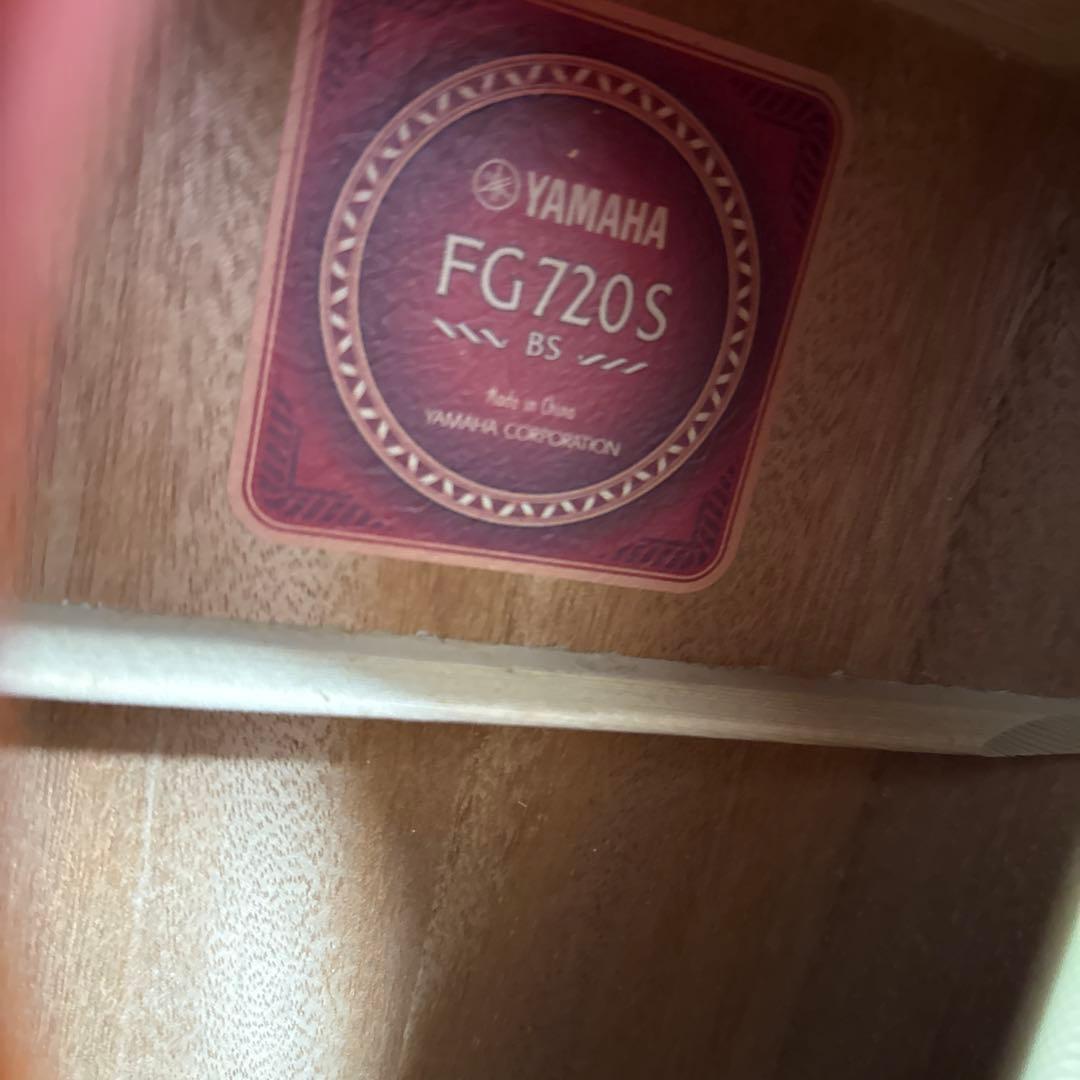 YAMAHA
FG720S
BS
Made in China
YAMAHA CORPORATION